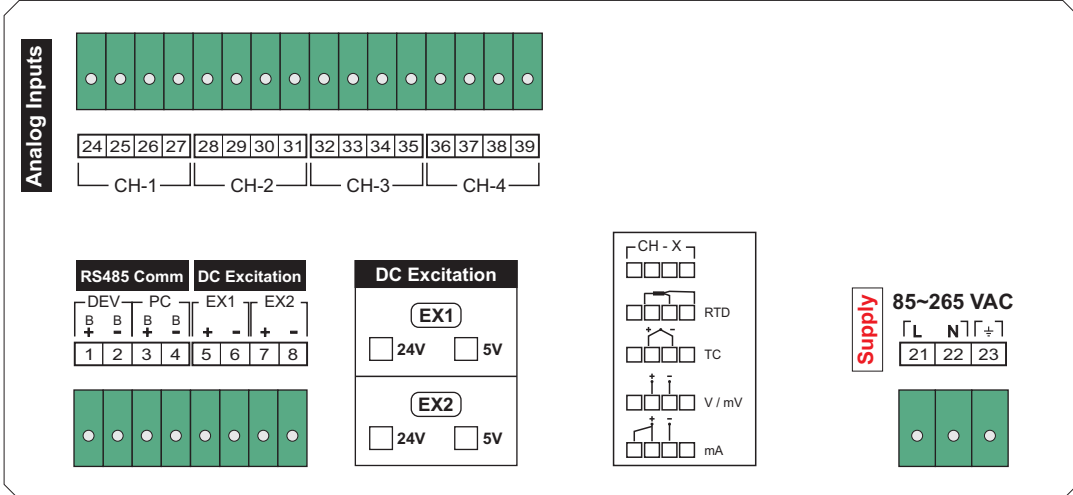 Analog Inputs
24 25 26 27 28 29 30 31 32 33 34 35 36 37 38 39
CH-1 CH-2 CH-3 CH-4
RS485 Comm DC Excitation
DEV PC EX1 EX2
B B B B
+ - + - + - + -
1 2 3 4 5 6 7 8
DC Excitation
EX1
24V 5V
EX2
24V 5V
CH - X
RTD
+ -
TC
+ -
V / mV
+ -
mA
Supply
85~265 VAC
L N ⏚
21 22 23